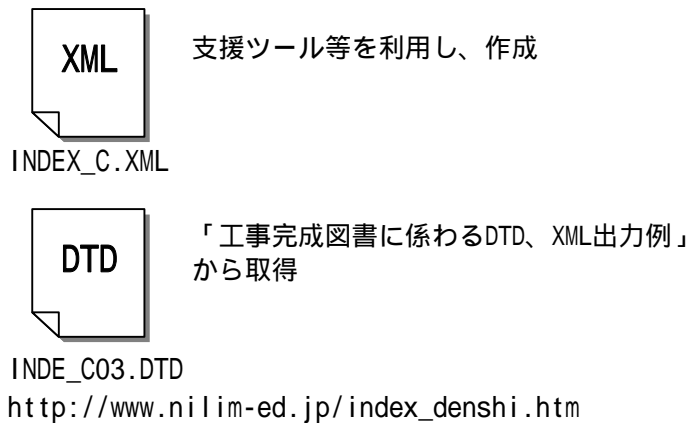 XML
支援ツール等を利用し、作成
INDEX_C.XML
DTD
「工事完成図書に係わるDTD、XML出力例」
から取得
INDE_C03.DTD
http://www.nilim-ed.jp/index_denshi.htm